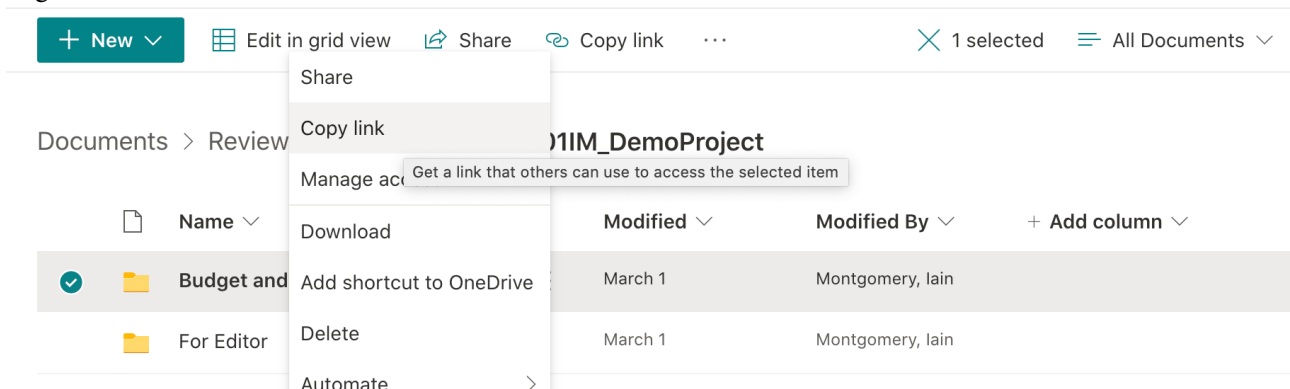 + New Edit in grid view Share Copy link ... 1 selected All Documents
Share
Copy link
Documents > Review 01IM_DemoProject
Get a link that others can use to access the selected item
Manage acc
Name Modified Modified By + Add column
Download
Budget and March 1 Montgomery, Iain
Add shortcut to OneDrive
For Editor March 1 Montgomery, Iain
Delete
Automate >